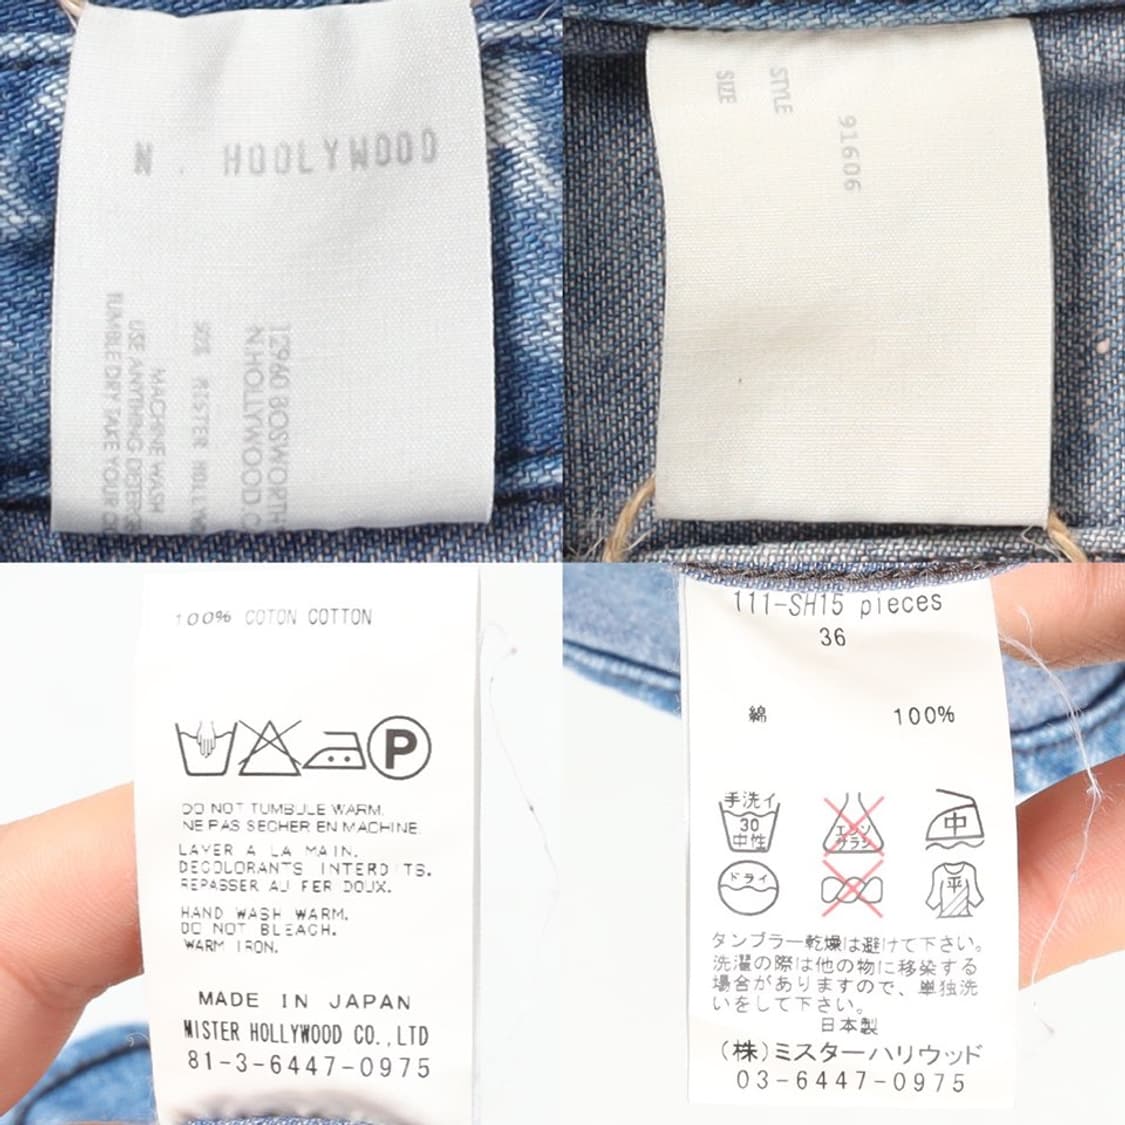 N. HOOLYWOOD
12960 BOSWORTH
N.HOLLYWOOD.C
MISTER HOLLYW
MACHINE WASH
USE ANYTHING DETERGE
TUMBLE DRY TAKE YOUR C
STYLE
SIZE
91606
100% COTON COTTON
P
DO NOT TUMBULE WARM.
NE PAS SECHER EN MACHINE.
LAVER A LA MAIN.
DECOLORANTS INTERDITS.
REPASSER AU FER DOUX.
HAND WASH WARM.
DO NOT BLEACH.
WARM IRON.
MADE IN JAPAN
MISTER HOLLYWOOD CO.,LTD
81-3-6447-0975
111-SH15 pieces
36
綿 100%
手洗イ
30
中性
エンソ
サラシ
中
ドライ
平
タンブラー乾燥は避けて下さい。
洗濯の際は他の物に移染する
場合がありますので、単独洗
いをして下さい。
日本製
(株)ミスターハリウッド
03-6447-0975